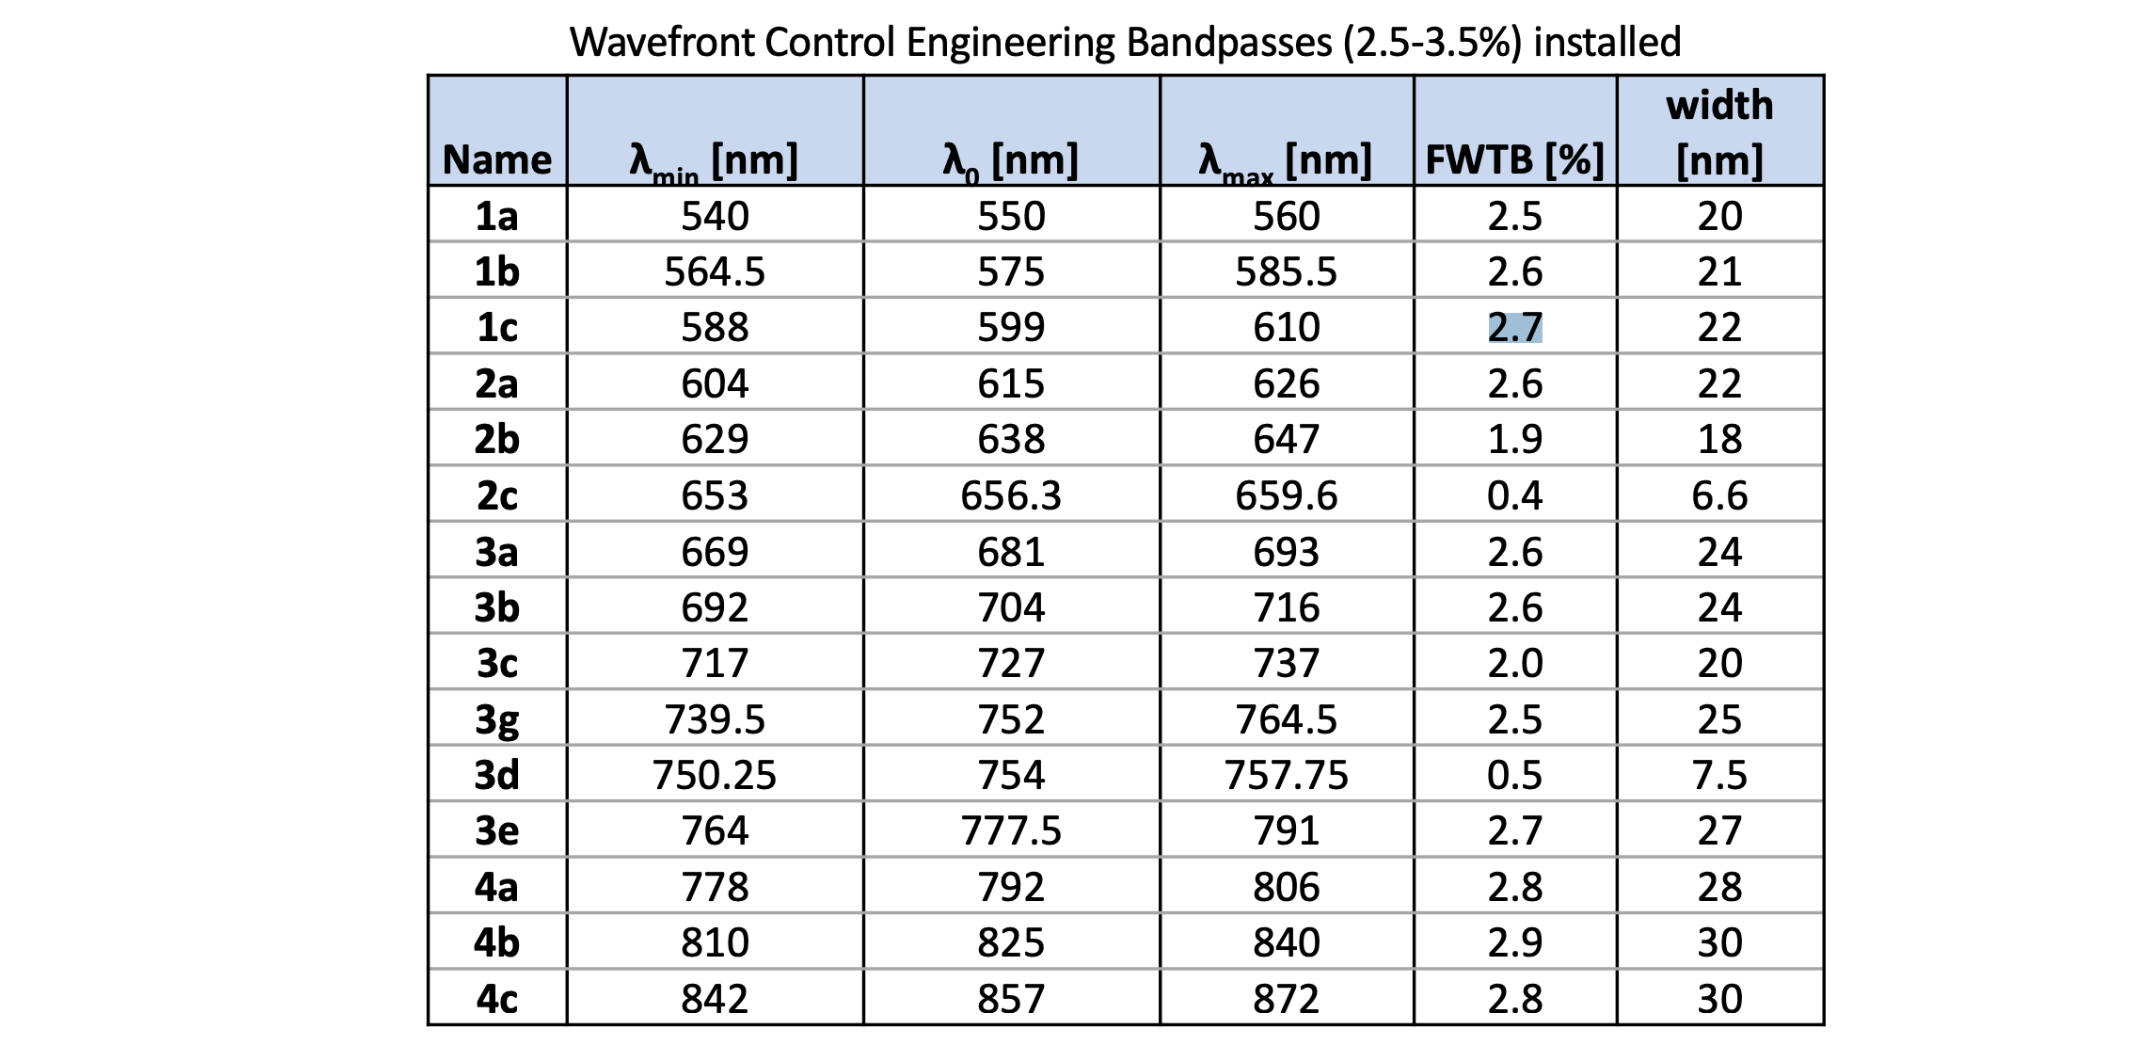 Wavefront Control Engineering Bandpasses (2.5-3.5%) installed
Name λmin [nm] λ0 [nm] λmax [nm] FWTB [%] width [nm]
1a 540 550 560 2.5 20
1b 564.5 575 585.5 2.6 21
1c 588 599 610 2.7 22
2a 604 615 626 2.6 22
2b 629 638 647 1.9 18
2c 653 656.3 659.6 0.4 6.6
3a 669 681 693 2.6 24
3b 692 704 716 2.6 24
3c 717 727 737 2.0 20
3g 739.5 752 764.5 2.5 25
3d 750.25 754 757.75 0.5 7.5
3e 764 777.5 791 2.7 27
4a 778 792 806 2.8 28
4b 810 825 840 2.9 30
4c 842 857 872 2.8 30